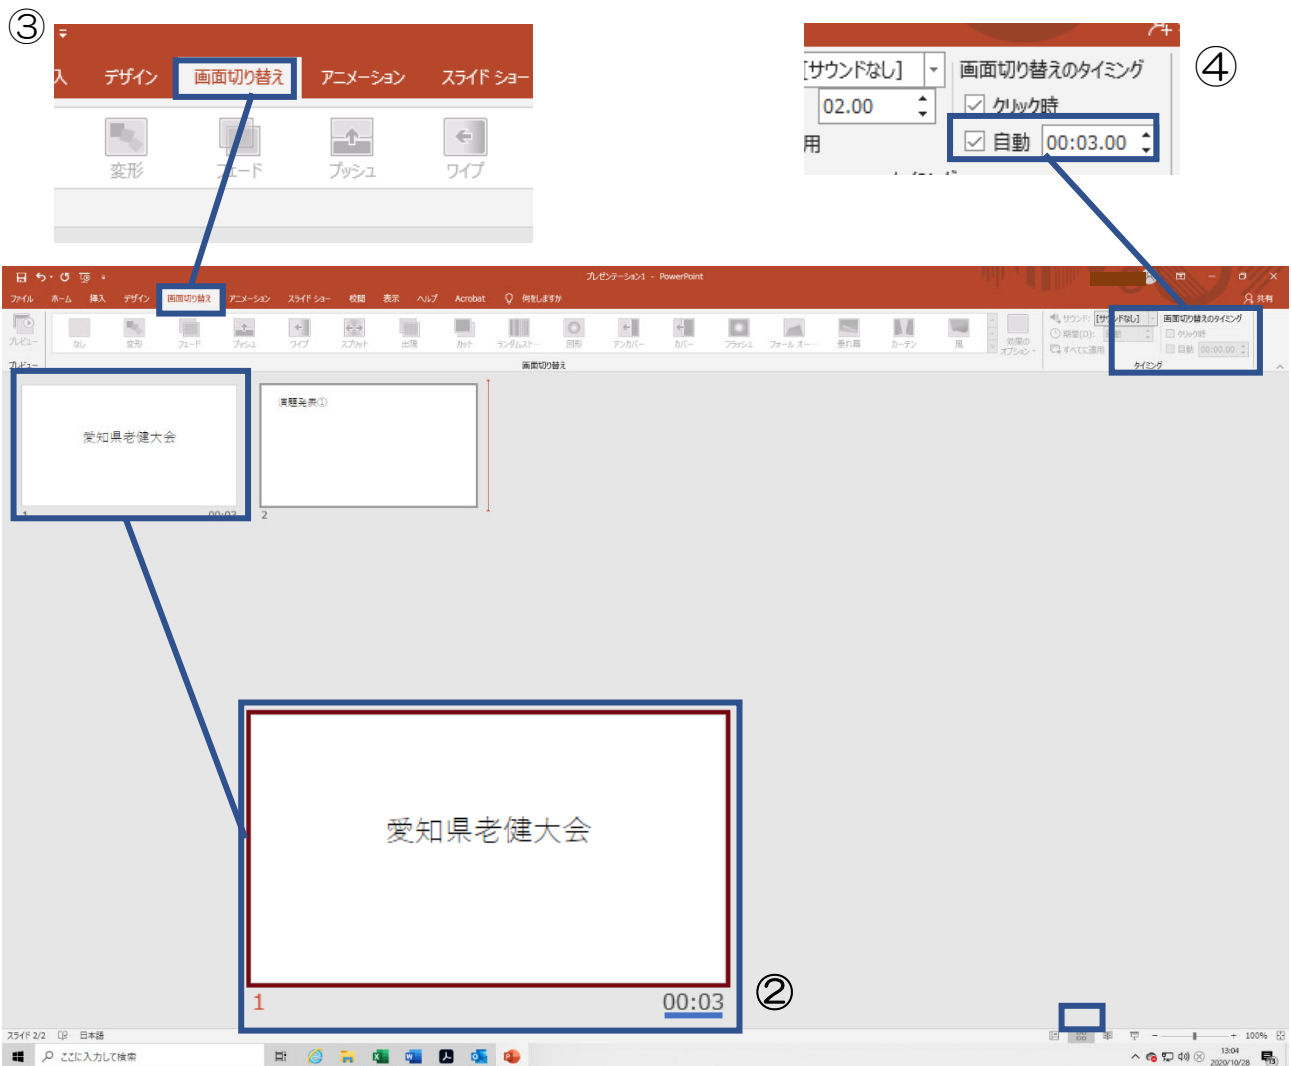 ③
入 デザイン 画面切り替え アニメーション スライド ショー
変形 フェード プッシュ ワイプ
④
[サウンドなし] 画面切り替えのタイミング
02.00 クリック時
用 自動 00:03.00
プレゼンテーション1 - PowerPoint
ファイル ホーム 挿入 デザイン 画面切り替え アニメーション スライド ショー 校閲 表示 ヘルプ Acrobat 何をしますか 共有
プレビュー なし 変形 フェード プッシュ ワイプ スプリット 出現 カット ランダムスト… 図形 アンカバー カバー フラッシュ フォール オー… 垂れ幕 カーテン 風 効果のオプション
サウンド: [サウンドなし] 画面切り替えのタイミング
期間(D): クリック時
すべてに適用 自動 00:00.00
プレビュー 画面切り替え タイミング
愛知県老健大会
1 00:03
演題発表①
2
愛知県老健大会
1 00:03
②
スライド 2/2 日本語 100%
ここに入力して検索
13:04
2020/10/28